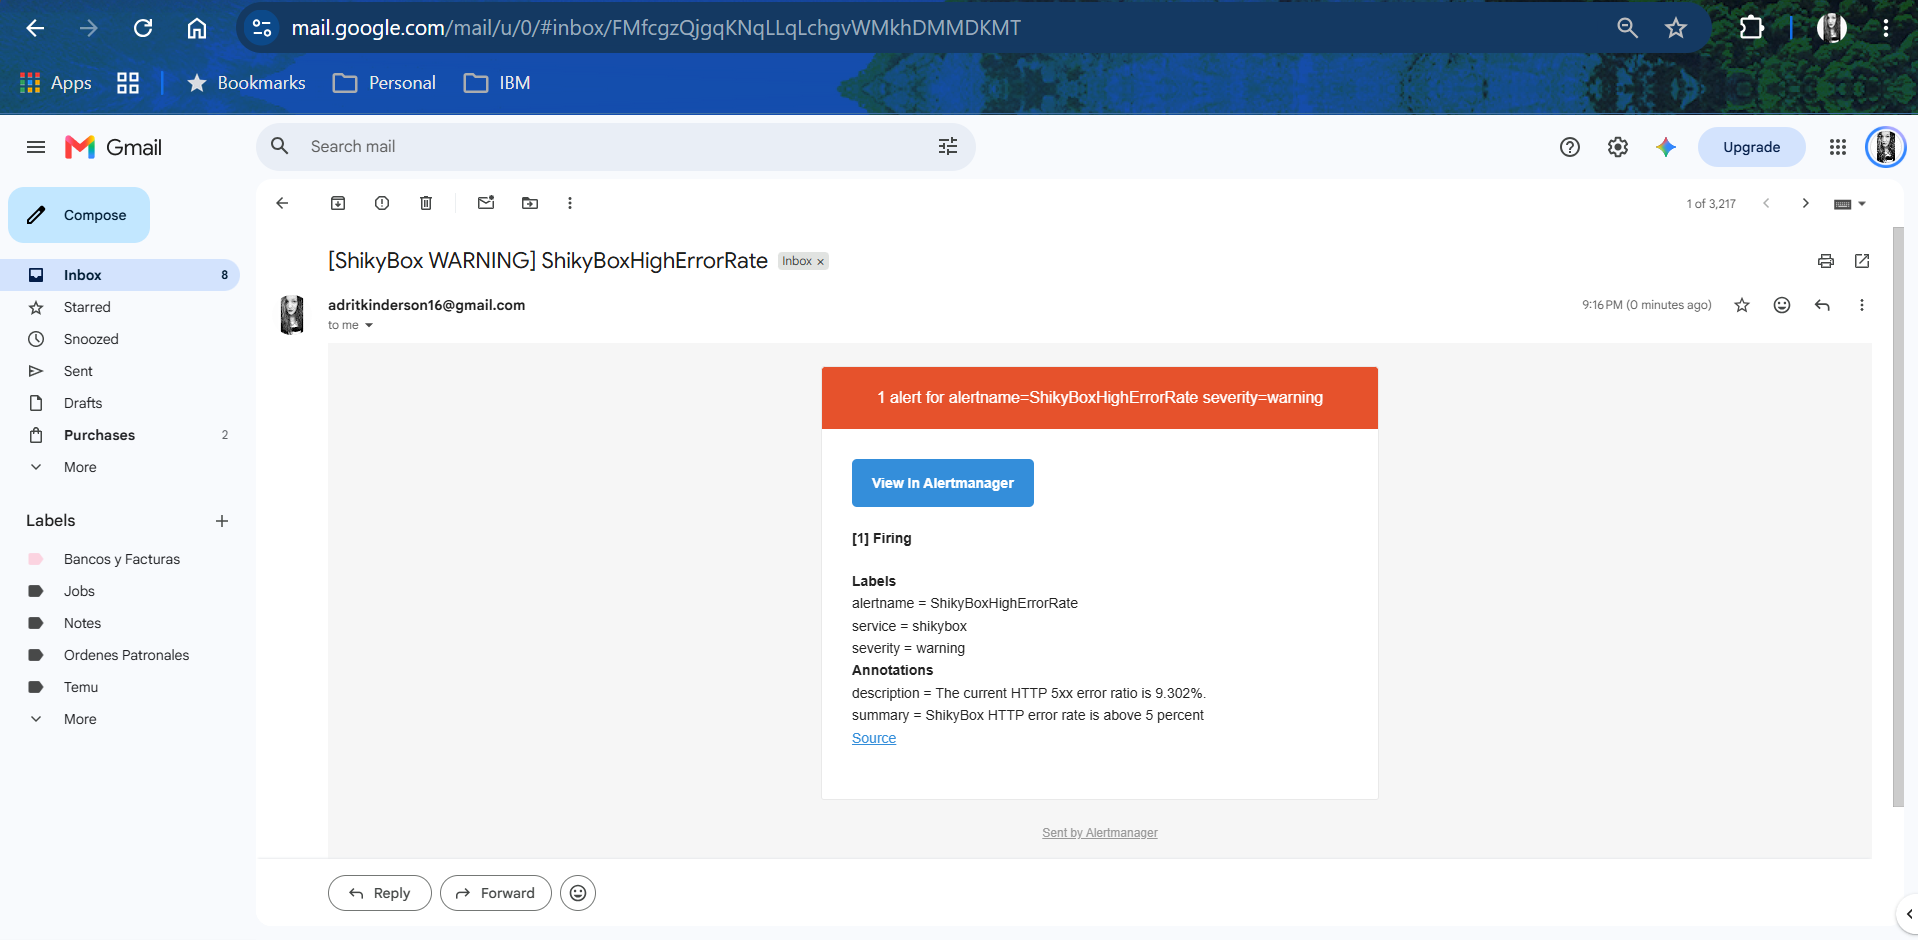 mail.google.com/mail/u/0/#inbox/FMfcgzQjgqKNqLLqLchgvWMkhDMMDKMT
Apps
Bookmarks
Personal
IBM
Gmail
Search mail
Upgrade
Compose
1 of 3,217
Inbox 8
Starred
Snoozed
Sent
Drafts
Purchases 2
More
Labels
Bancos y Facturas
Jobs
Notes
Ordenes Patronales
Temu
More
[ShikyBox WARNING] ShikyBoxHighErrorRate Inbox x
adritkinderson16@gmail.com
9:16 PM (0 minutes ago)
to me
1 alert for alertname=ShikyBoxHighErrorRate severity=warning
View In Alertmanager
[1] Firing
Labels
alertname = ShikyBoxHighErrorRate
service = shikybox
severity = warning
Annotations
description = The current HTTP 5xx error ratio is 9.302%.
summary = ShikyBox HTTP error rate is above 5 percent
Source
Sent by Alertmanager
Reply
Forward